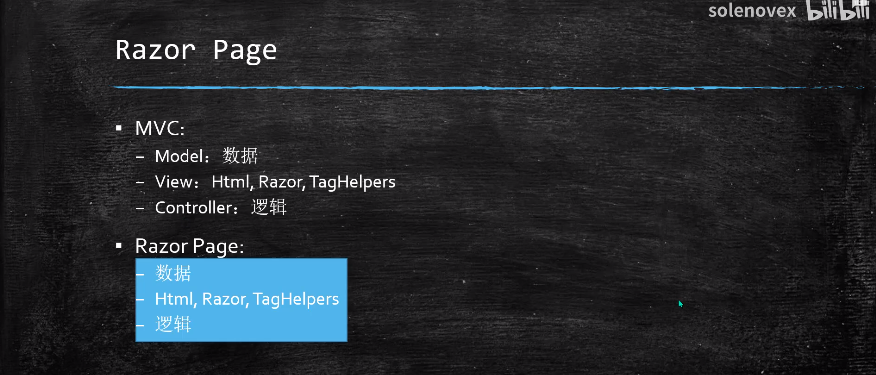 solenovex bilibili
Razor Page
▪ MVC:
– Model：数据
– View：Html, Razor, TagHelpers
– Controller：逻辑
▪ Razor Page:
– 数据
– Html, Razor, TagHelpers
– 逻辑